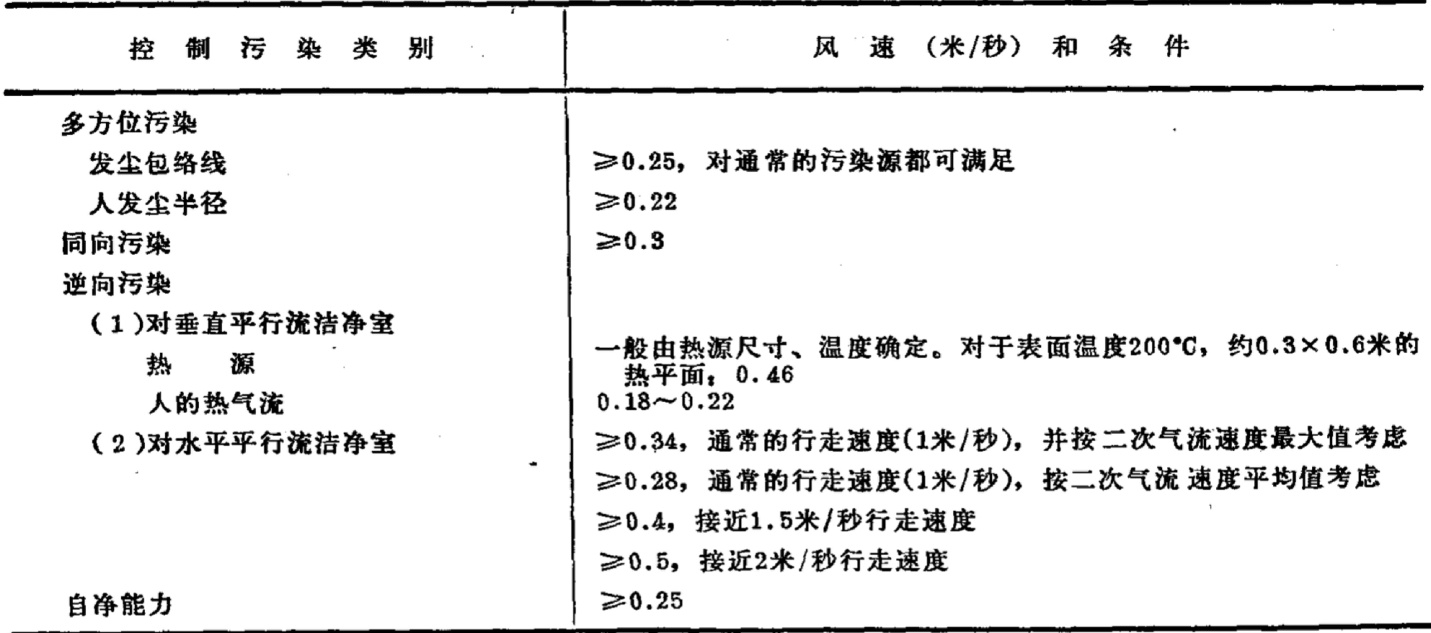 控制污染类别 风速(米/秒)和条件
多方位污染
发尘包络线 ≥0.25, 对通常的污染源都可满足
人发尘半径 ≥0.22
同向污染 ≥0.3
逆向污染
(1)对垂直平行流洁净室
热源 一般由热源尺寸、温度确定。对于表面温度200℃, 约0.3×0.6米的
热平面: 0.46
人的热气流 0.18～0.22
(2)对水平平行流洁净室 ≥0.34, 通常的行走速度(1米/秒), 并按二次气流速度最大值考虑
≥0.28, 通常的行走速度(1米/秒), 按二次气流速度平均值考虑
≥0.4, 接近1.5米/秒行走速度
≥0.5, 接近2米/秒行走速度
自净能力 ≥0.25